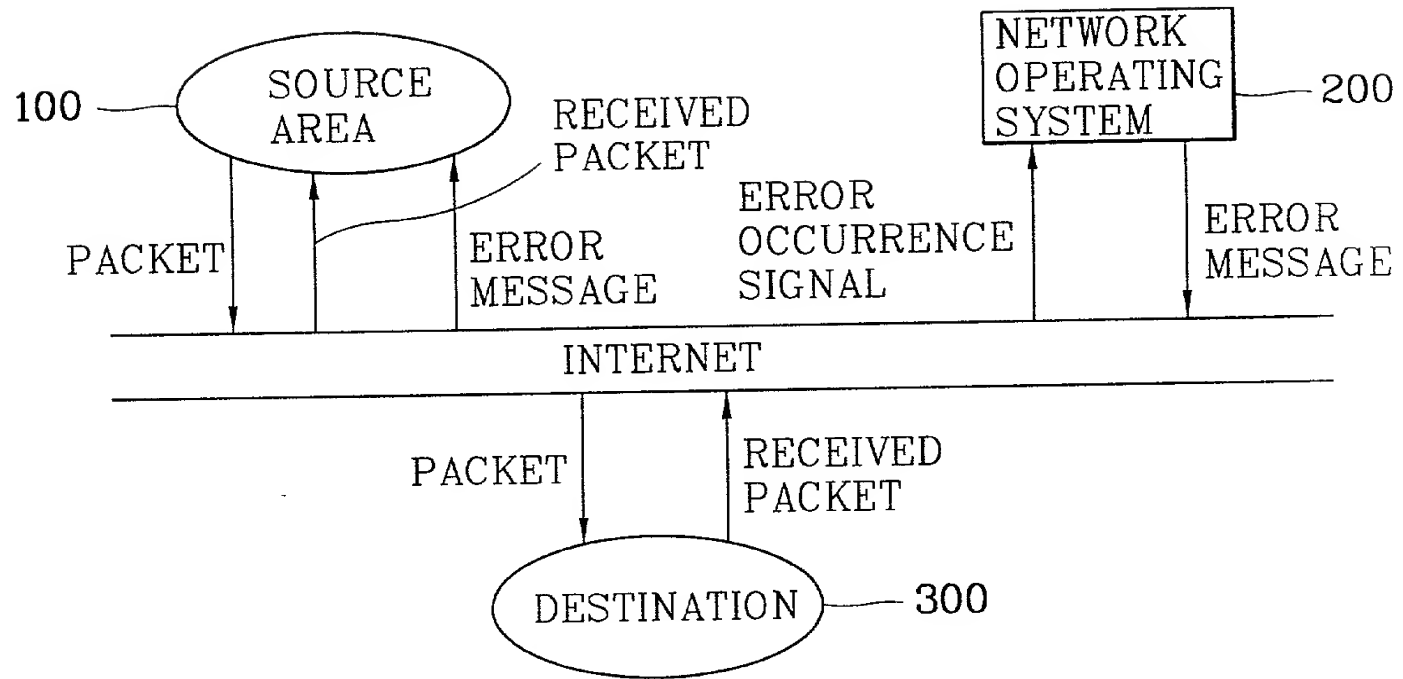 100
SOURCE
AREA
RECEIVED
PACKET
NETWORK
OPERATING
SYSTEM
200
PACKET
ERROR
MESSAGE
ERROR
OCCURRENCE
SIGNAL
ERROR
MESSAGE
INTERNET
PACKET
RECEIVED
PACKET
DESTINATION
300